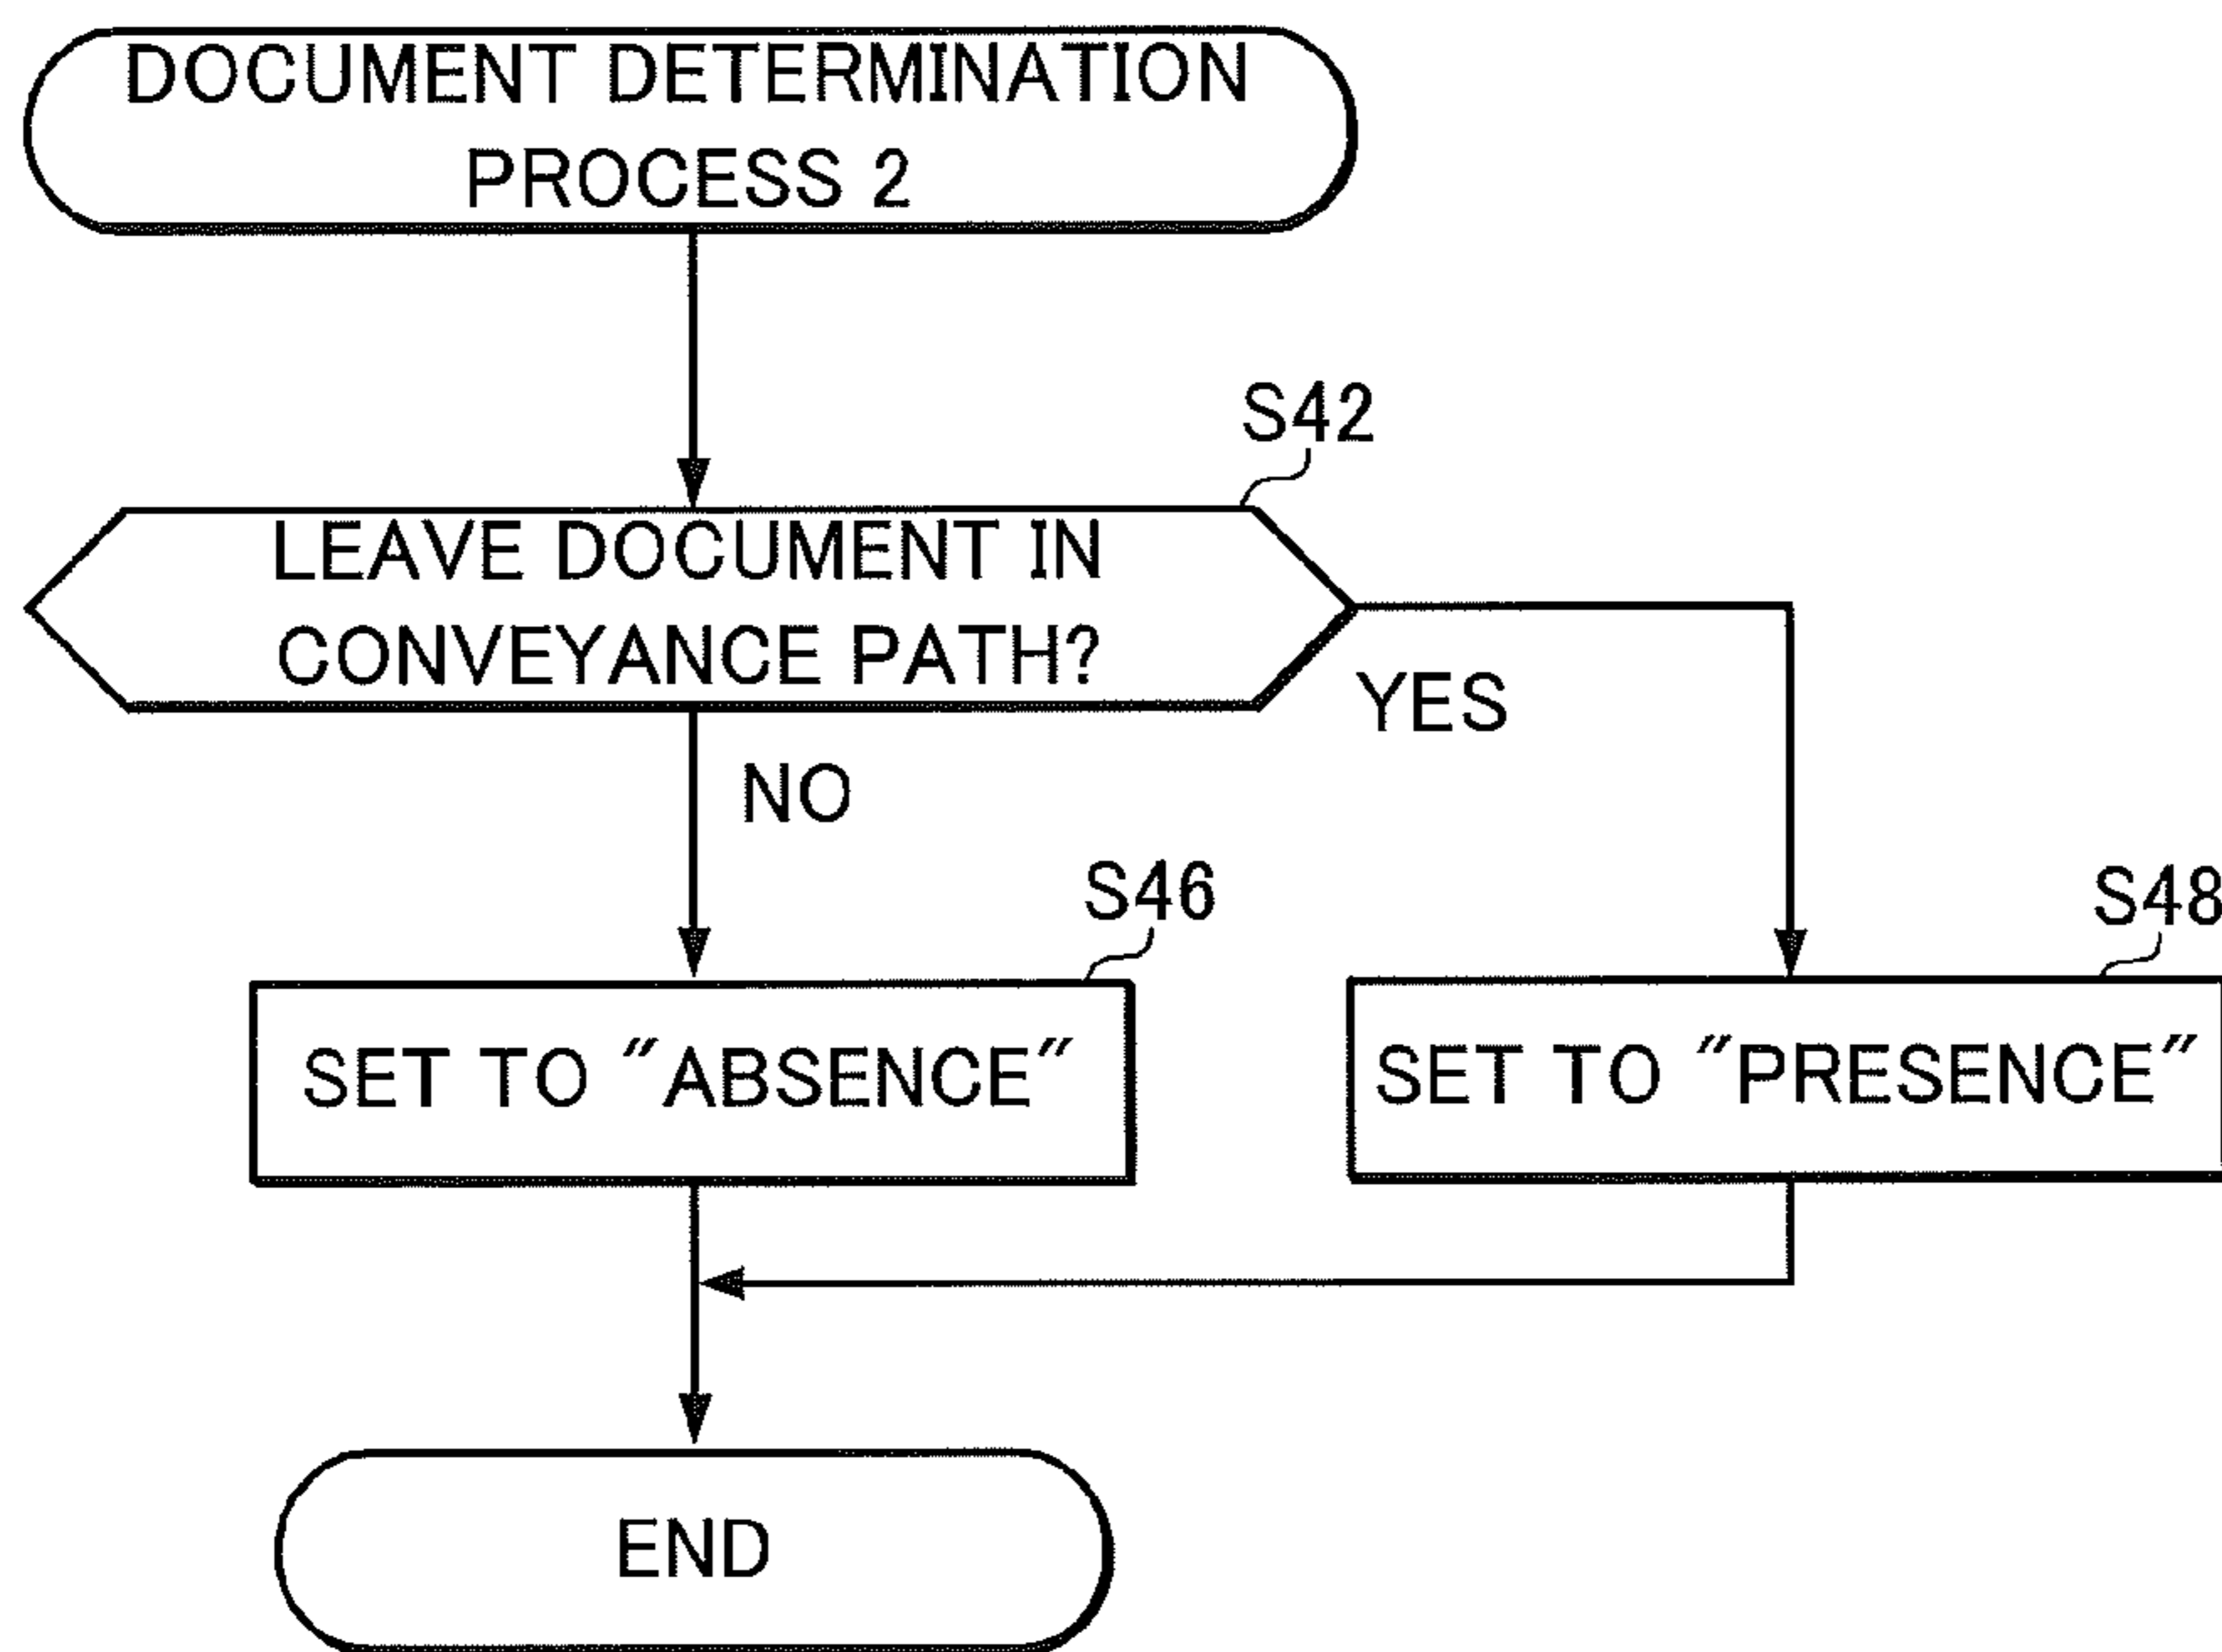 DOCUMENT DETERMINATION
PROCESS 2
S42
LEAVE DOCUMENT IN
CONVEYANCE PATH?
YES
NO
S46
S48
SET TO "ABSENCE"
SET TO "PRESENCE"
END